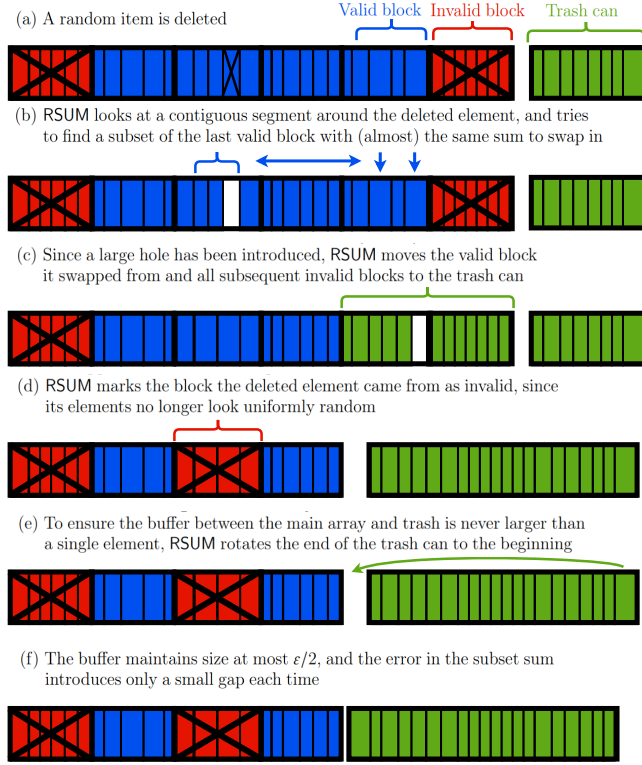 Valid block Invalid block Trash can
(a) A random item is deleted
(b) RSUM looks at a contiguous segment around the deleted element, and tries
to find a subset of the last valid block with (almost) the same sum to swap in
(c) Since a large hole has been introduced, RSUM moves the valid block
it swapped from and all subsequent invalid blocks to the trash can
(d) RSUM marks the block the deleted element came from as invalid, since
its elements no longer look uniformly random
(e) To ensure the buffer between the main array and trash is never larger than
a single element, RSUM rotates the end of the trash can to the beginning
(f) The buffer maintains size at most ε/2, and the error in the subset sum
introduces only a small gap each time